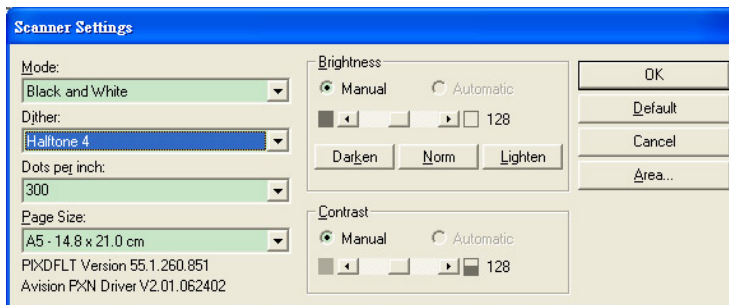 Scanner Settings
Mode:
Black and White
Dither:
Halftone 4
Dots per inch:
300
Page Size:
A5 - 14.8 x 21.0 cm
PIXDFLT Version 55.1.260.851
Avision PXN Driver V2.01.062402
Brightness
Manual
Automatic
128
Darken
Norm
Lighten
Contrast
Manual
Automatic
128
OK
Default
Cancel
Area...